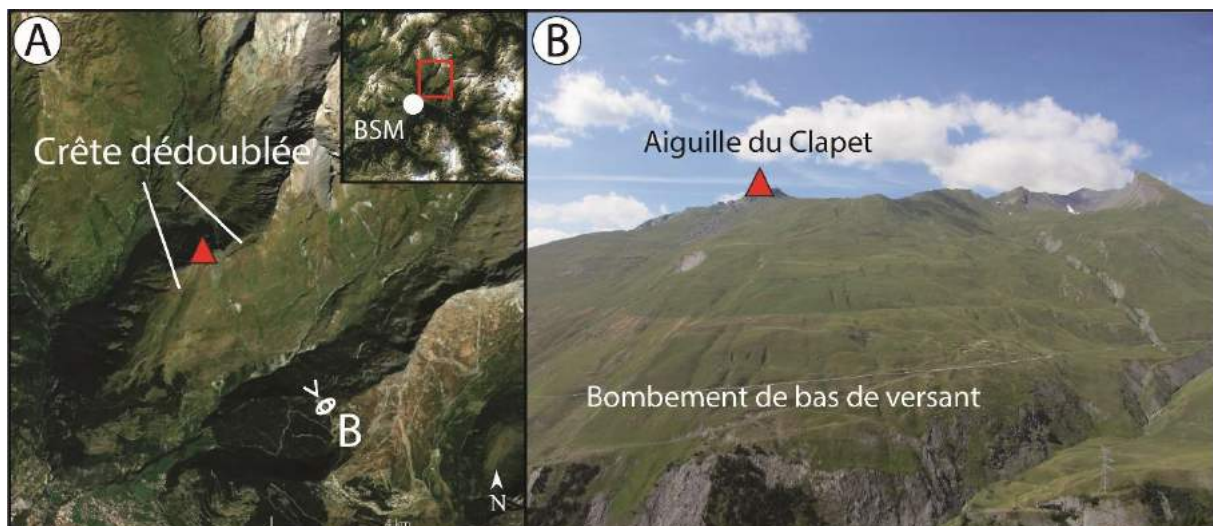 A
BSM
Crête dédoublée
B
N
B
Aiguille du Clapet
Bombement de bas de versant